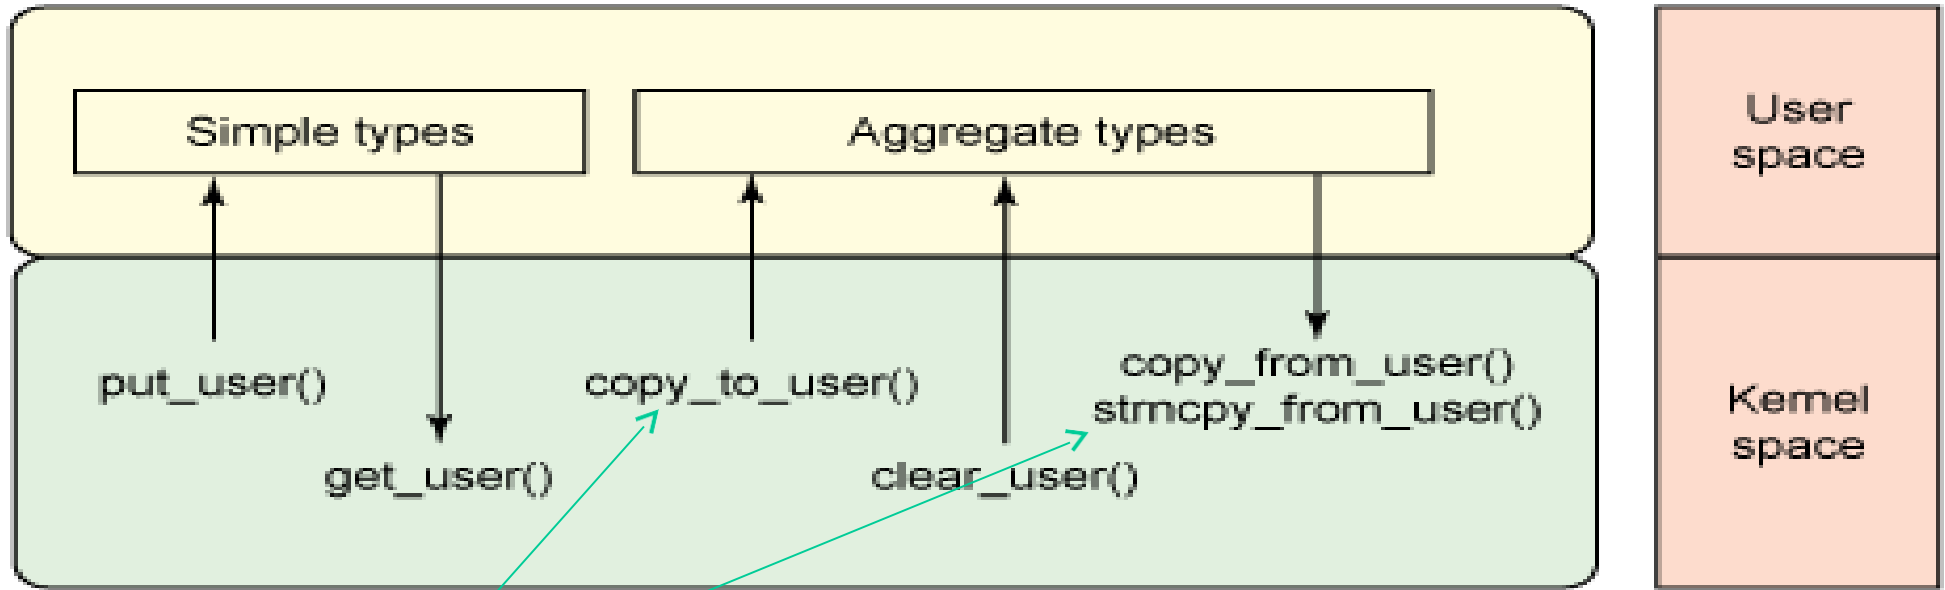 Simple types
Aggregate types
User
space
put_user()
get_user()
copy_to_user()
clear_user()
copy_from_user()
strncpy_from_user()
Kernel
space